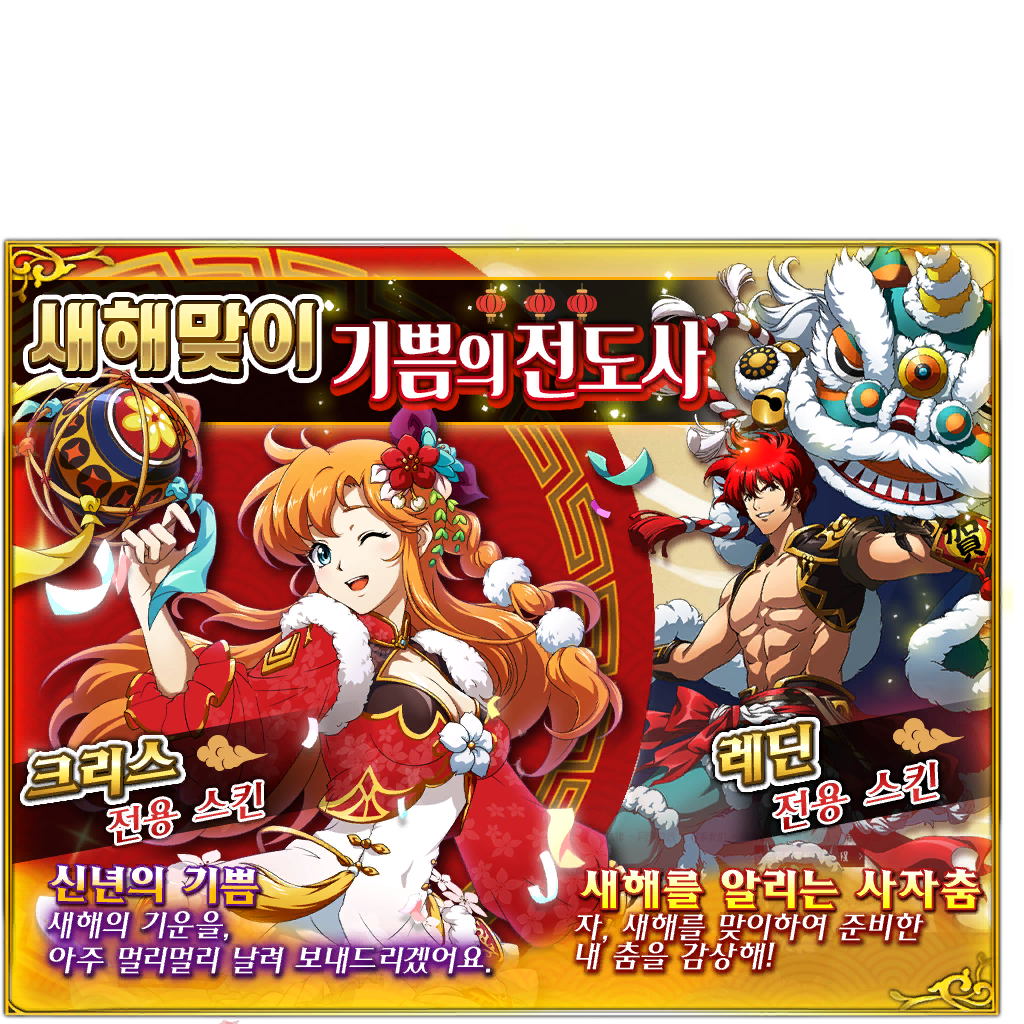 새해맞이 기쁨의 전도사
賀
크리스
전용 스킨
레딘
전용 스킨
신년의 기쁨
새해의 기운을,
아주 멀리멀리 날려 보내드리겠어요.
새해를 알리는 사자춤
자, 새해를 맞이하여 준비한
내 춤을 감상해!